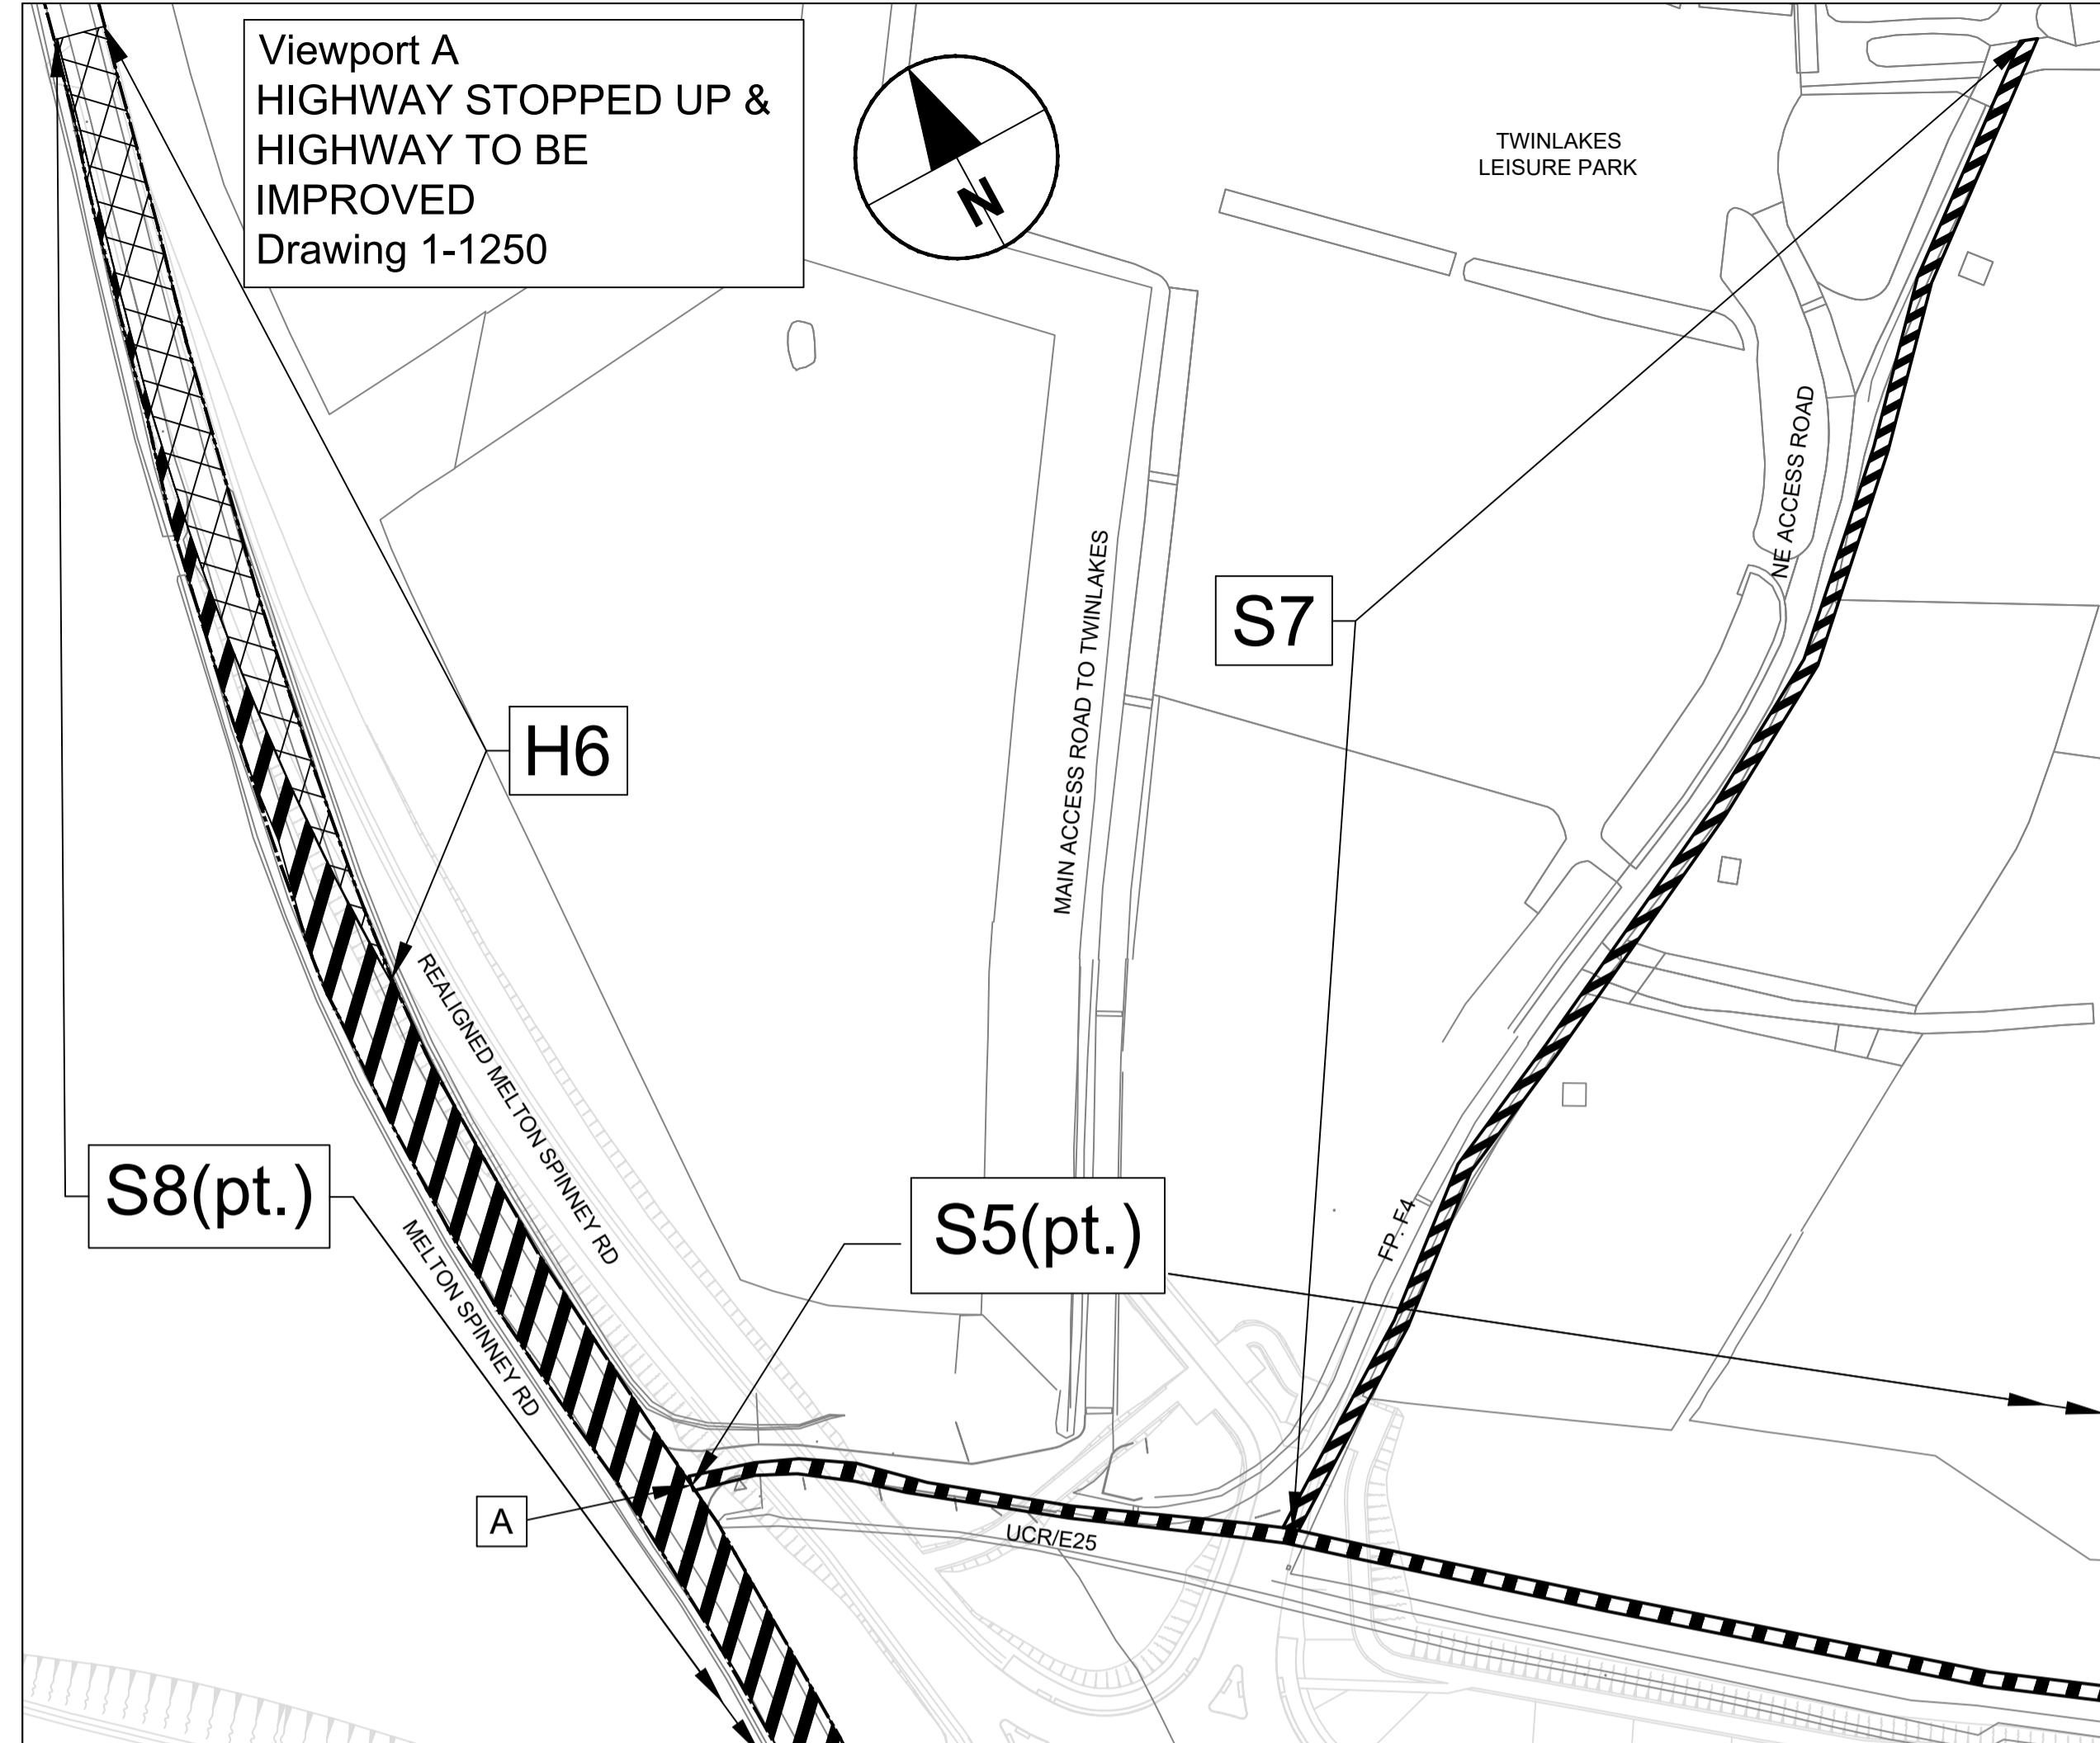 Viewport A
HIGHWAY STOPPED UP &
HIGHWAY TO BE
IMPROVED
Drawing 1-1250
N
TWINLAKES
LEISURE PARK
NE ACCESS ROAD
MAIN ACCESS ROAD TO TWINLAKES
S7
H6
REALIGNED MELTON SPINNEY RD
S8(pt.)
S5(pt.)
FP. F4
MELTON SPINNEY RD
A
UCR/E25